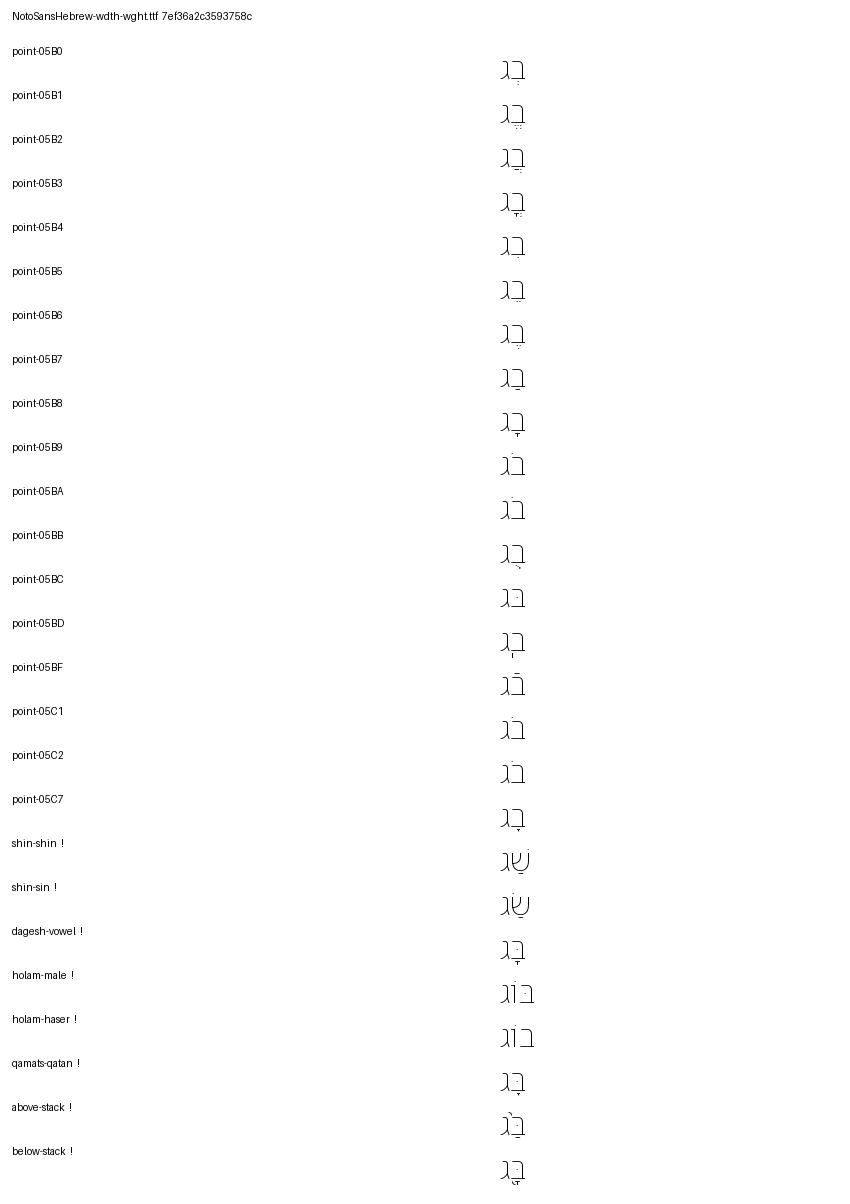 NotoSansHebrew-wdth-wght.ttf 7ef36a2c3593758c
point-05B0 בְג
point-05B1 בֱג
point-05B2 בֲג
point-05B3 בֳג
point-05B4 בִג
point-05B5 בֵג
point-05B6 בֶג
point-05B7 בַג
point-05B8 בָג
point-05B9 בֹג
point-05BA בֺג
point-05BB בֻג
point-05BC בּג
point-05BD בֽג
point-05BF בֿג
point-05C1 בׁג
point-05C2 בׂג
point-05C7 בׇג
shin-shin ! שַׁג
shin-sin ! שַׂג
dagesh-vowel ! בָּג
holam-male ! בּוֹג
holam-haser ! בוֺג
qamats-qatan ! בׇּג
above-stack !
below-stack !